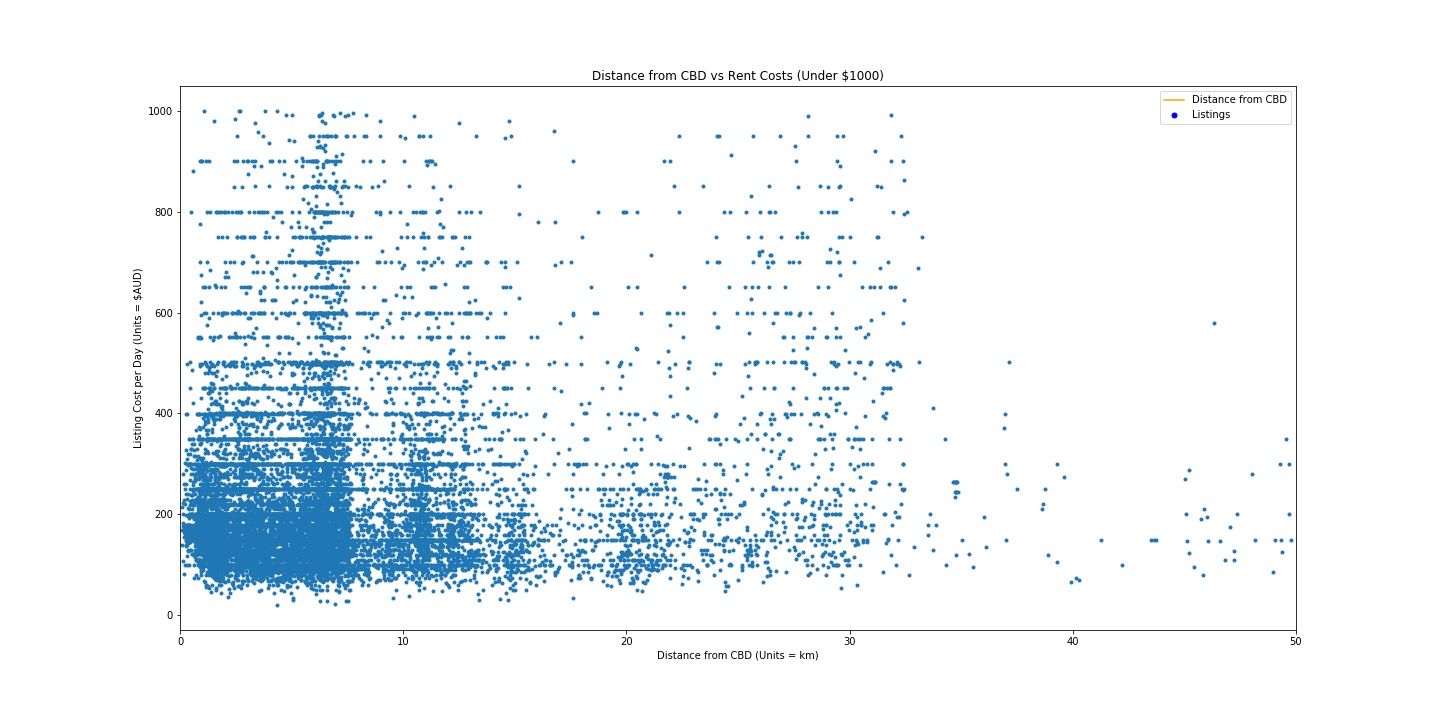 Distance from CBD vs Rent Costs (Under $1000)
Distance from CBD
Listings
Listing Cost per Day (Units = $AUD)
1000
800
600
400
200
0
0 10 20 30 40 50
Distance from CBD (Units = km)